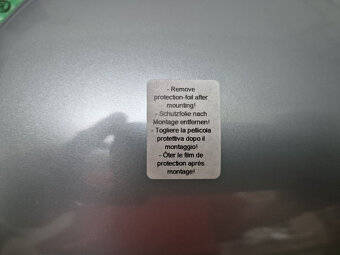 - Remove
protection-foil after
mounting!
- Schutzfolie nach
Montage entfernen!
- Togliere la pellicola
protettiva dopo il
montaggio!
- Ôter le film de
protection après
montage!